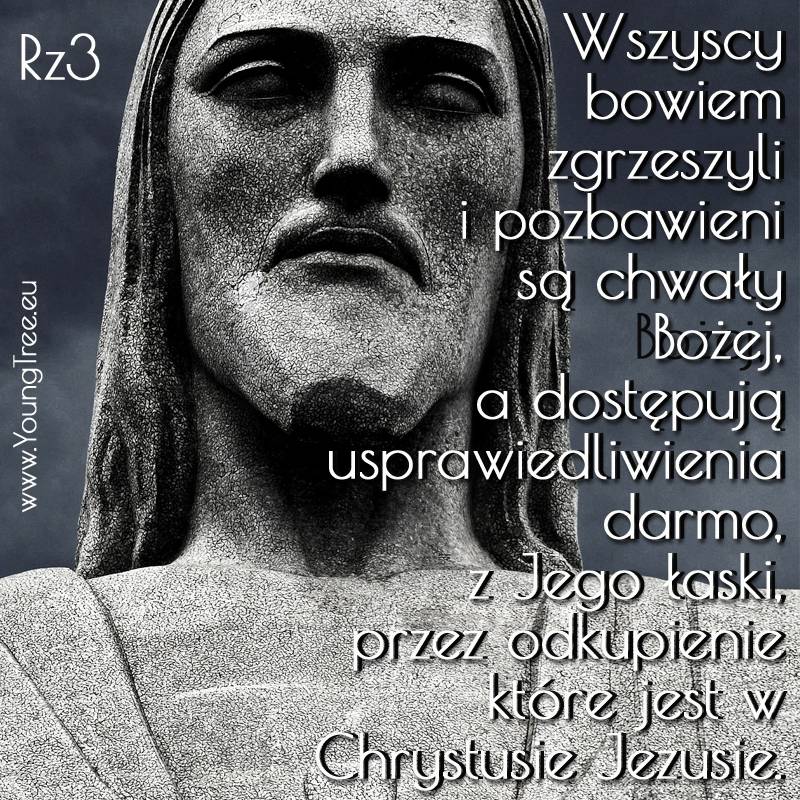 Rz3
Wszyscy
bowiem
zgrzeszyli
i pozbawieni
są chwały
Bożej,
a dostępują
usprawiedliwienia
darmo,
z Jego łaski,
przez odkupienie
które jest w
Chrystusie Jezusie.
www.YoungTree.eu